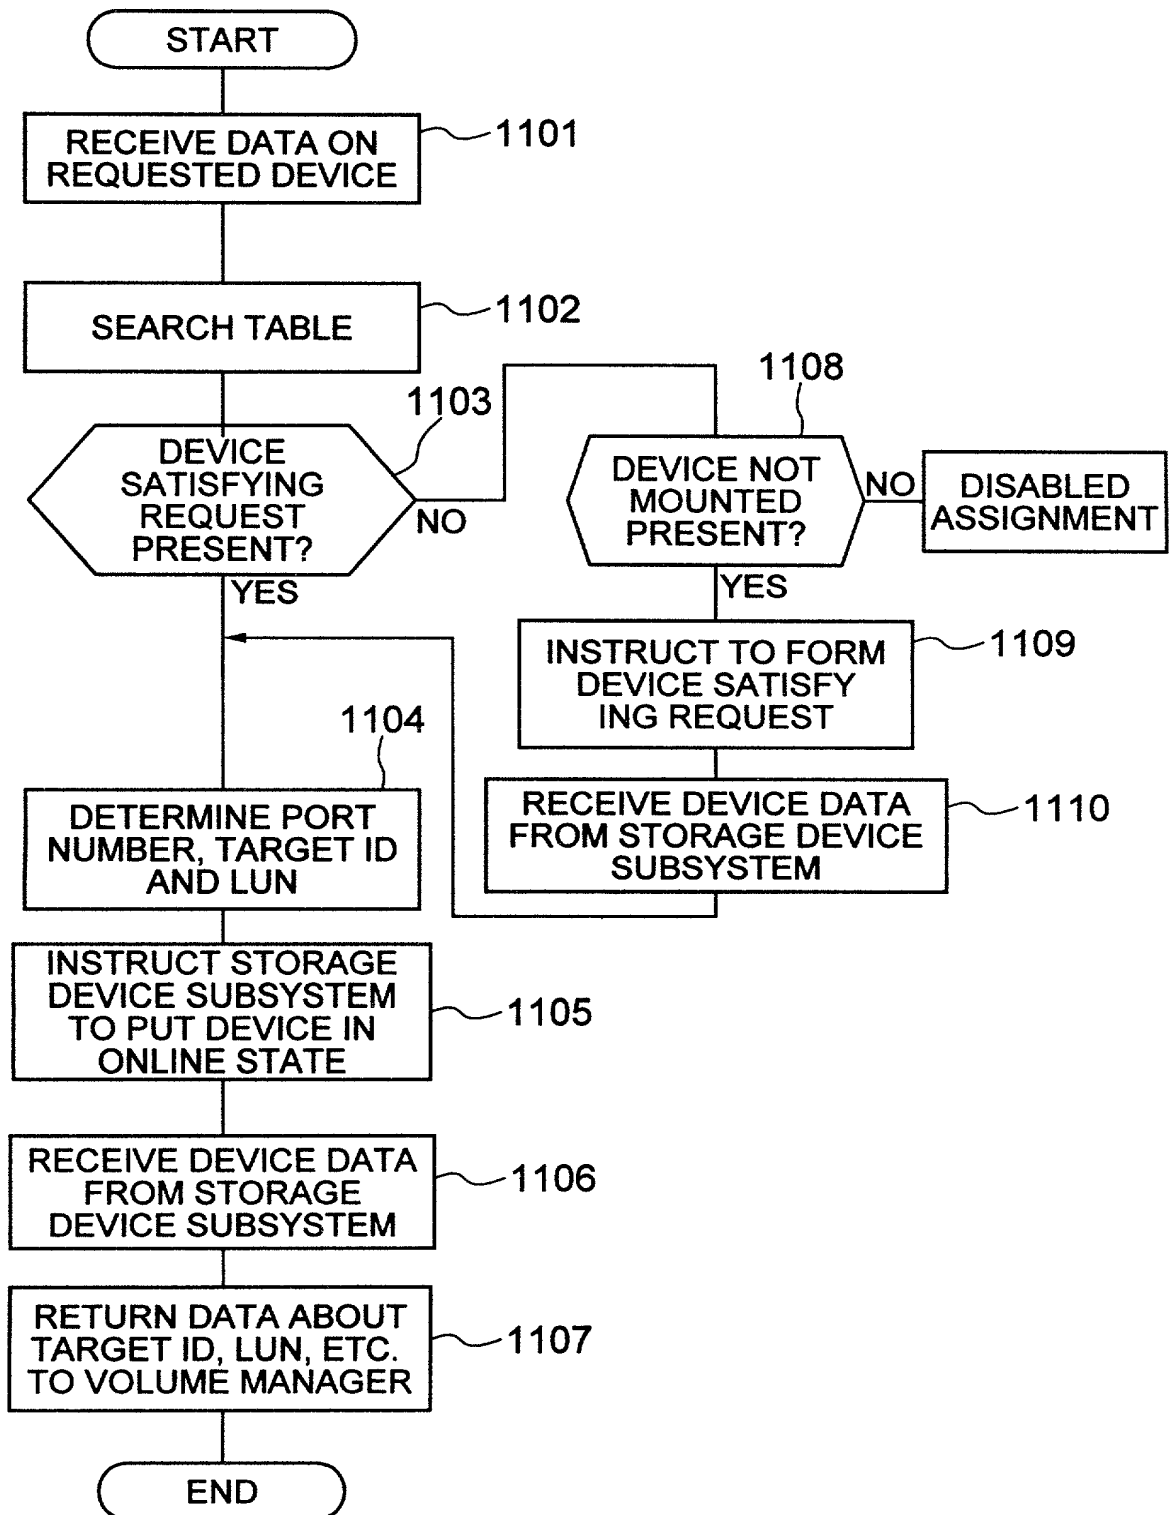 START
RECEIVE DATA ON
REQUESTED DEVICE
1101
SEARCH TABLE
1102
DEVICE
SATISFYING
REQUEST
PRESENT?
1103
NO
YES
DEVICE NOT
MOUNTED
PRESENT?
1108
NO
DISABLED
ASSIGNMENT
YES
INSTRUCT TO FORM
DEVICE SATISFY
ING REQUEST
1109
RECEIVE DEVICE DATA
FROM STORAGE DEVICE
SUBSYSTEM
1110
1104
DETERMINE PORT
NUMBER, TARGET ID
AND LUN
INSTRUCT STORAGE
DEVICE SUBSYSTEM
TO PUT DEVICE IN
ONLINE STATE
1105
RECEIVE DEVICE DATA
FROM STORAGE
DEVICE SUBSYSTEM
1106
RETURN DATA ABOUT
TARGET ID, LUN, ETC.
TO VOLUME MANAGER
1107
END